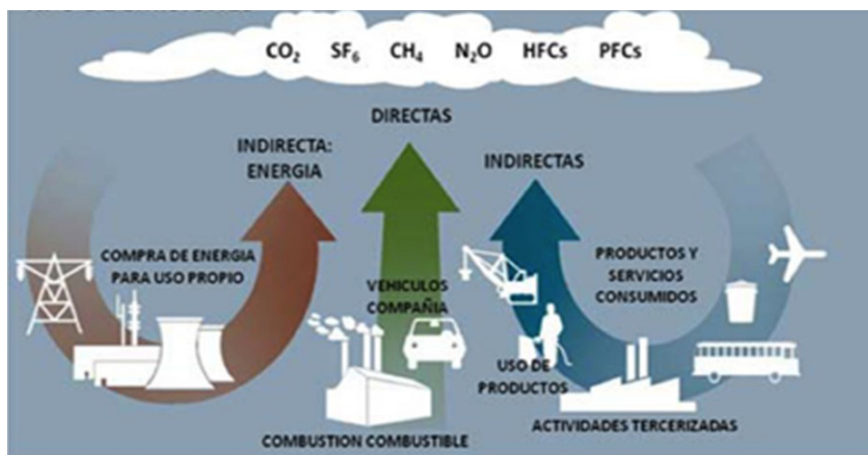 CO₂ SF₆ CH₄ N₂O HFCs PFCs
DIRECTAS
INDIRECTA:
ENERGIA
INDIRECTAS
COMPRA DE ENERGIA
PARA USO PROPIO
VEHICULOS
COMPAÑIA
PRODUCTOS Y
SERVICIOS
CONSUMIDOS
USO DE
PRODUCTOS
COMBUSTION COMBUSTIBLE
ACTIVIDADES TERCERIZADAS